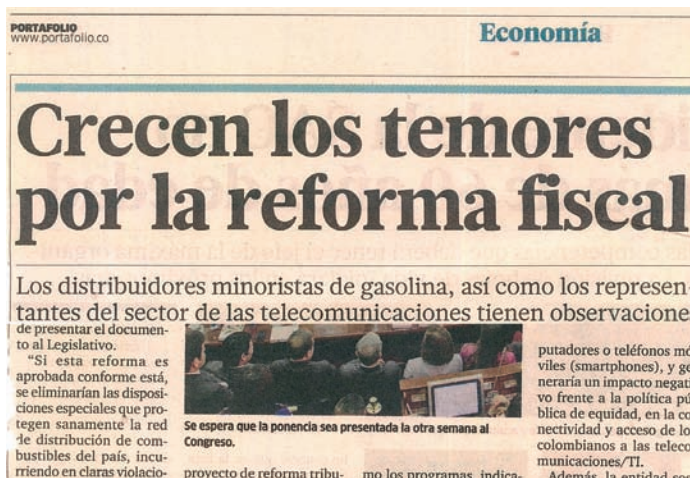 PORTAFOLIO
www.portafolio.co
Economía
Crecen los temores
por la reforma fiscal
Los distribuidores minoristas de gasolina, así como los represen-
tantes del sector de las telecomunicaciones tienen observacione
de presentar el documen-
to al Legislativo.
"Si esta reforma es
aprobada conforme está,
se eliminarían las disposi-
ciones especiales que pro-
tegen sanamente la red
de distribución de com-
bustibles del país, incu-
rriendo en claras violacio-
Se espera que la ponencia sea presentada la otra semana al
Congreso.
proyecto de reforma tribu-
mo los programas, indica-
putadores o teléfonos mó
viles (smartphones), y ge
neraría un impacto negati
vo frente a la política pú
blica de equidad, en la co
nectividad y acceso de lo
colombianos a las teleco
municaciones/TI.
Además, la entidad sos